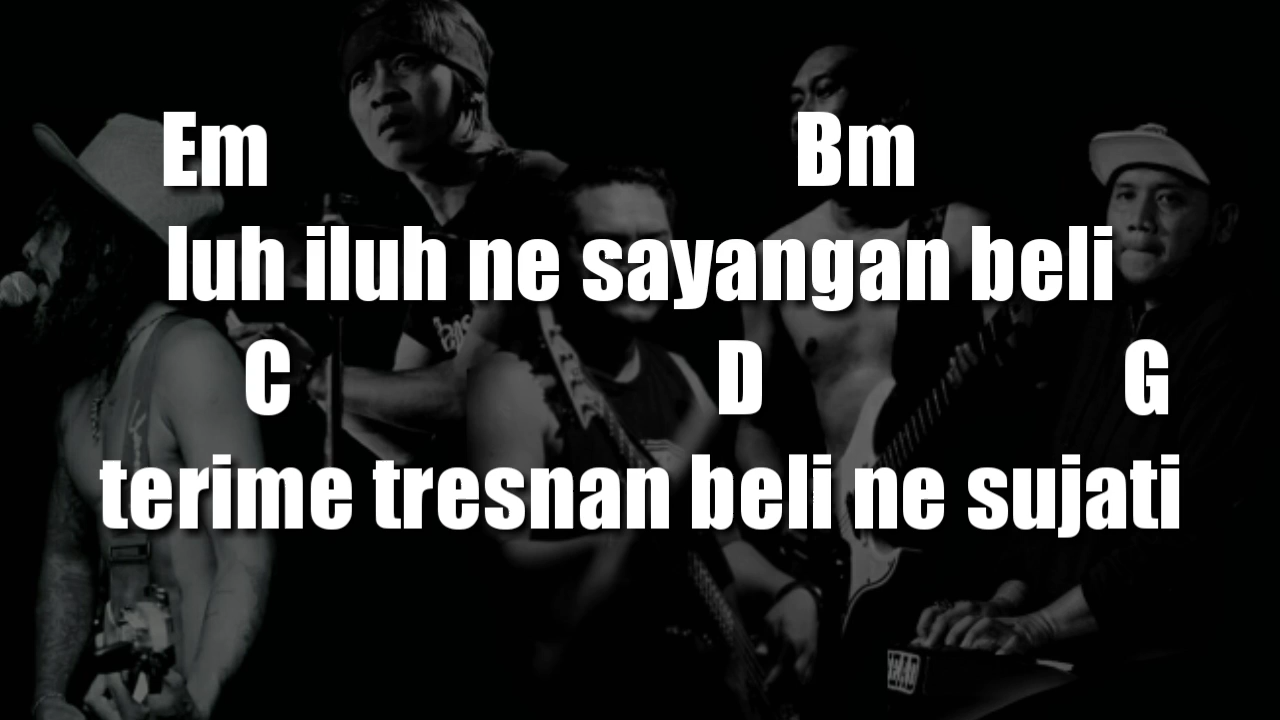 Em Bm
luh iluh ne sayangan beli
C D G
terime tresnan beli ne sujati